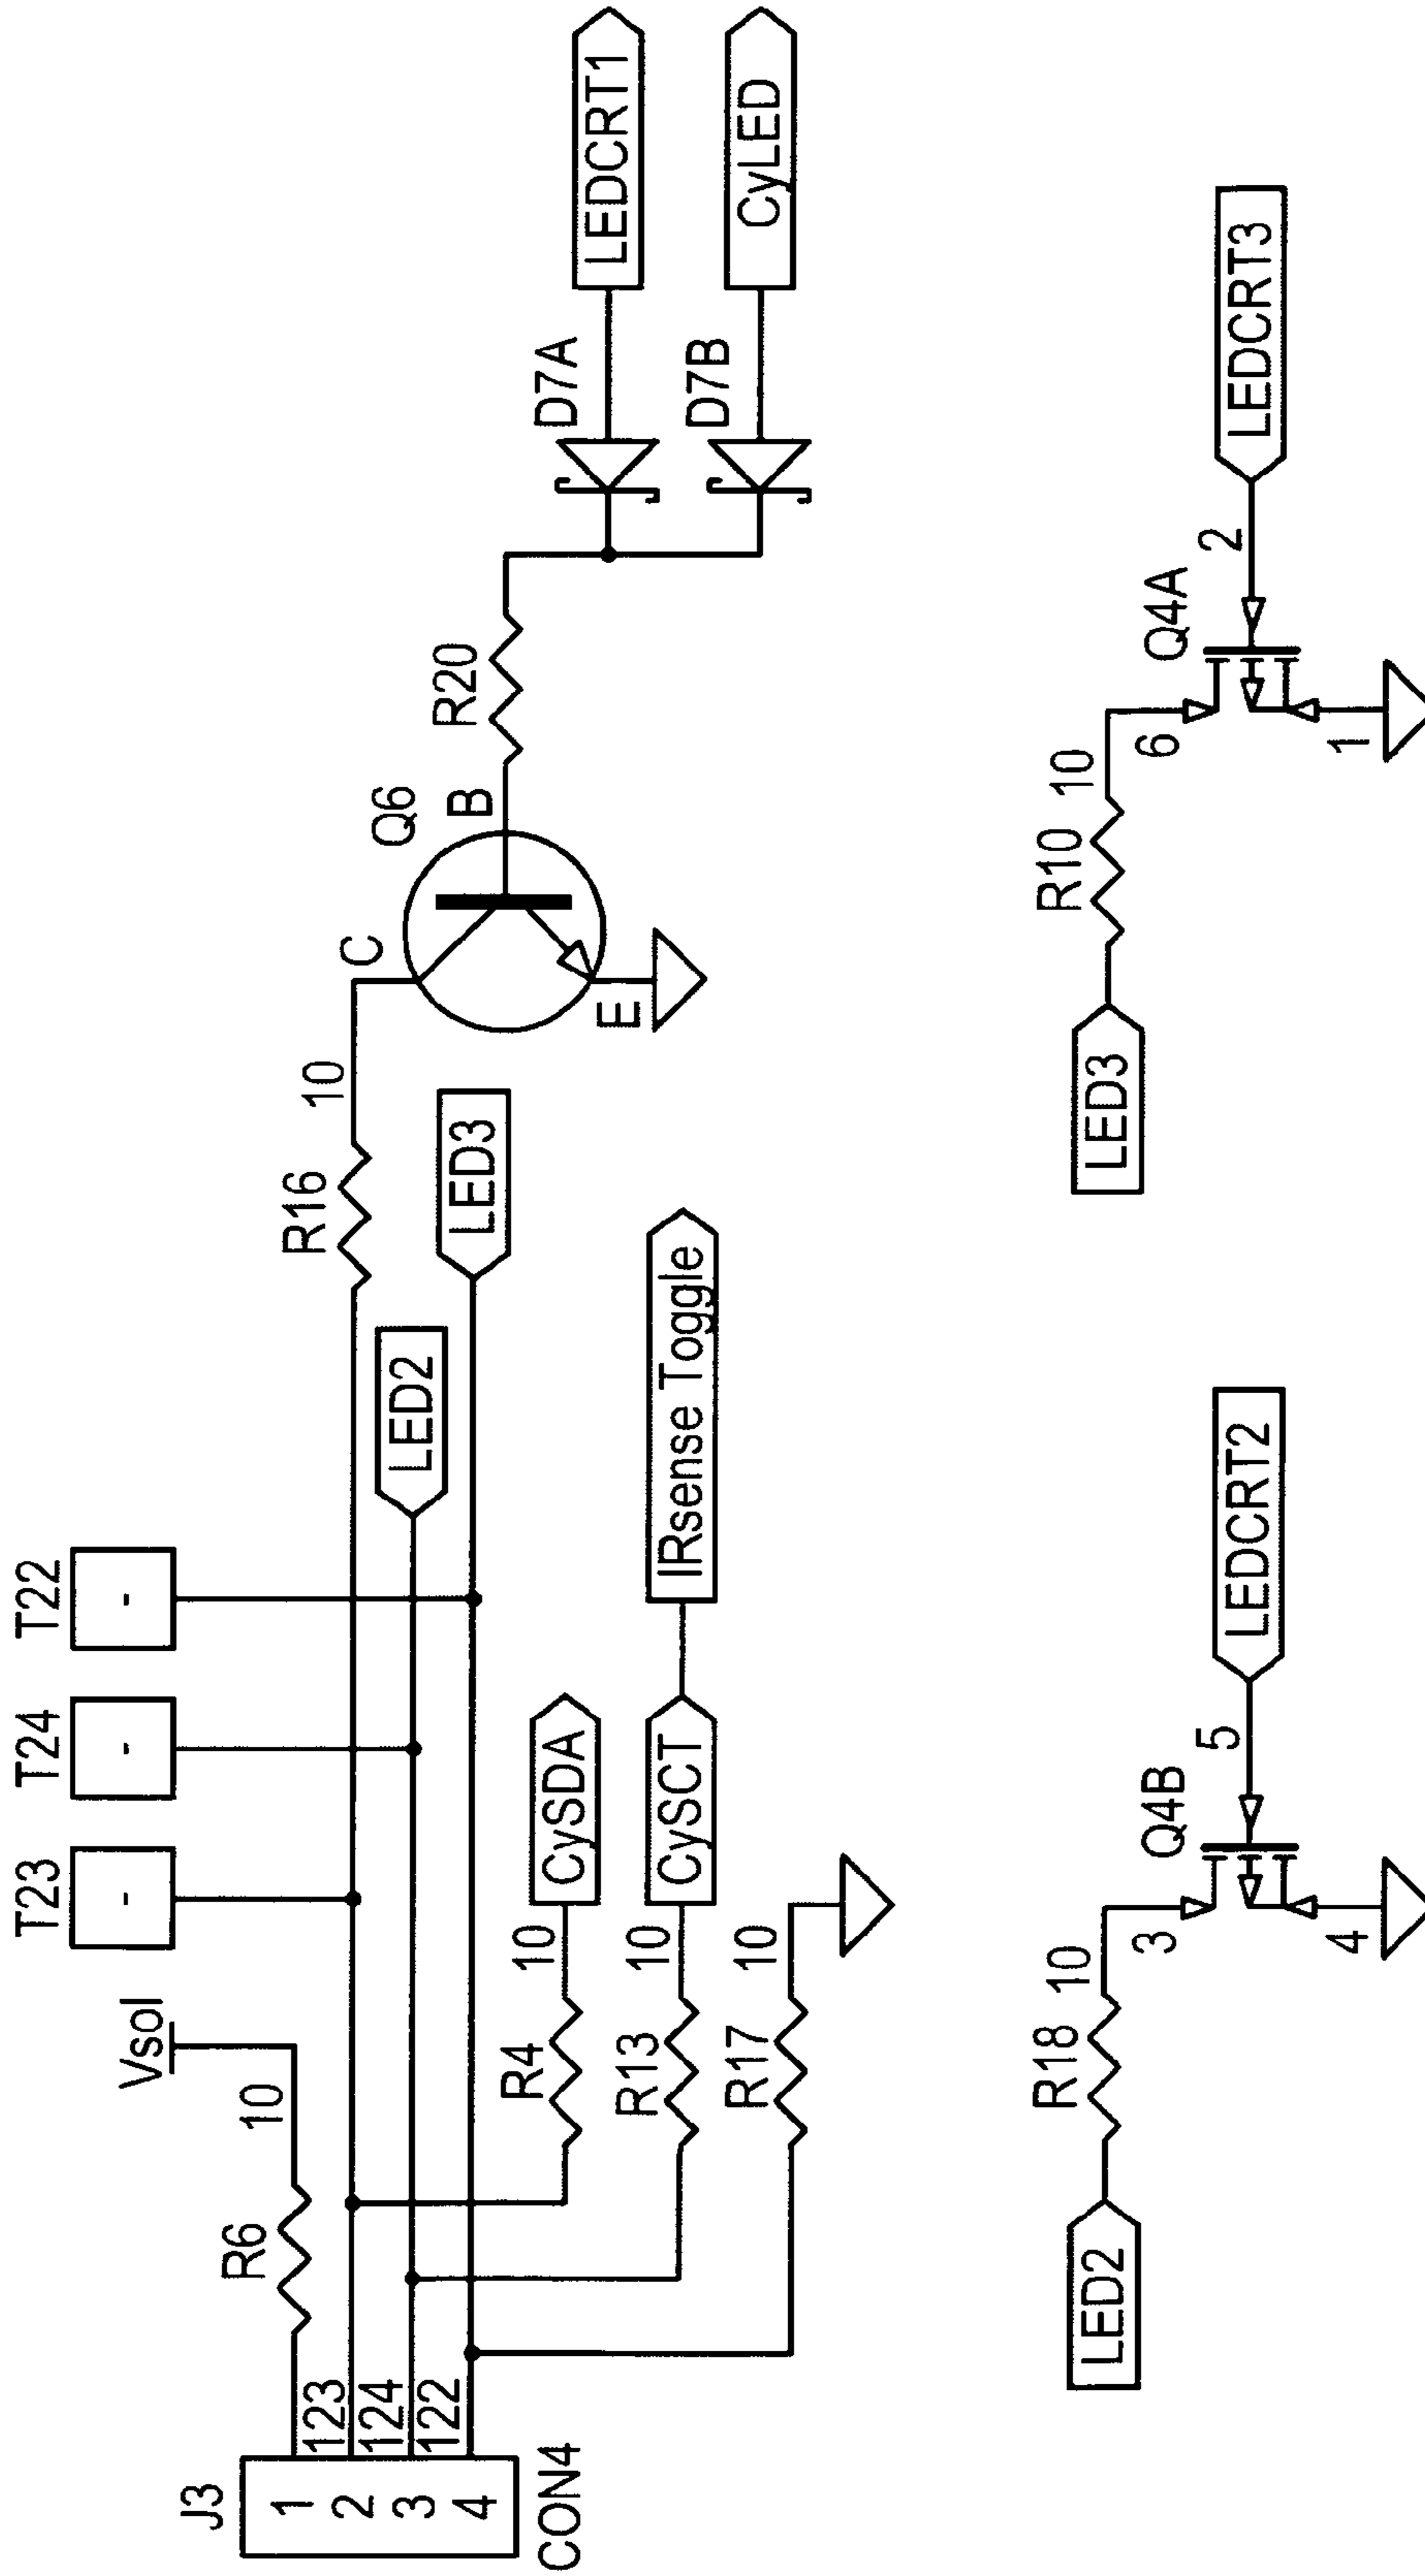 J3
1
2
3
4
CON4
123
124
122
R6
10
Vsol
T23
-
T24
-
T22
-
R4
10
CySDA
R13
10
CySCT
IRsense Toggle
R17
10
LED2
LED3
R16
10
C
Q6
B
E
R20
D7A
LEDCRT1
D7B
CyLED
LED2
R18
10
3
Q4B
5
4
LEDCRT2
LED3
R10
10
6
Q4A
2
1
LEDCRT3